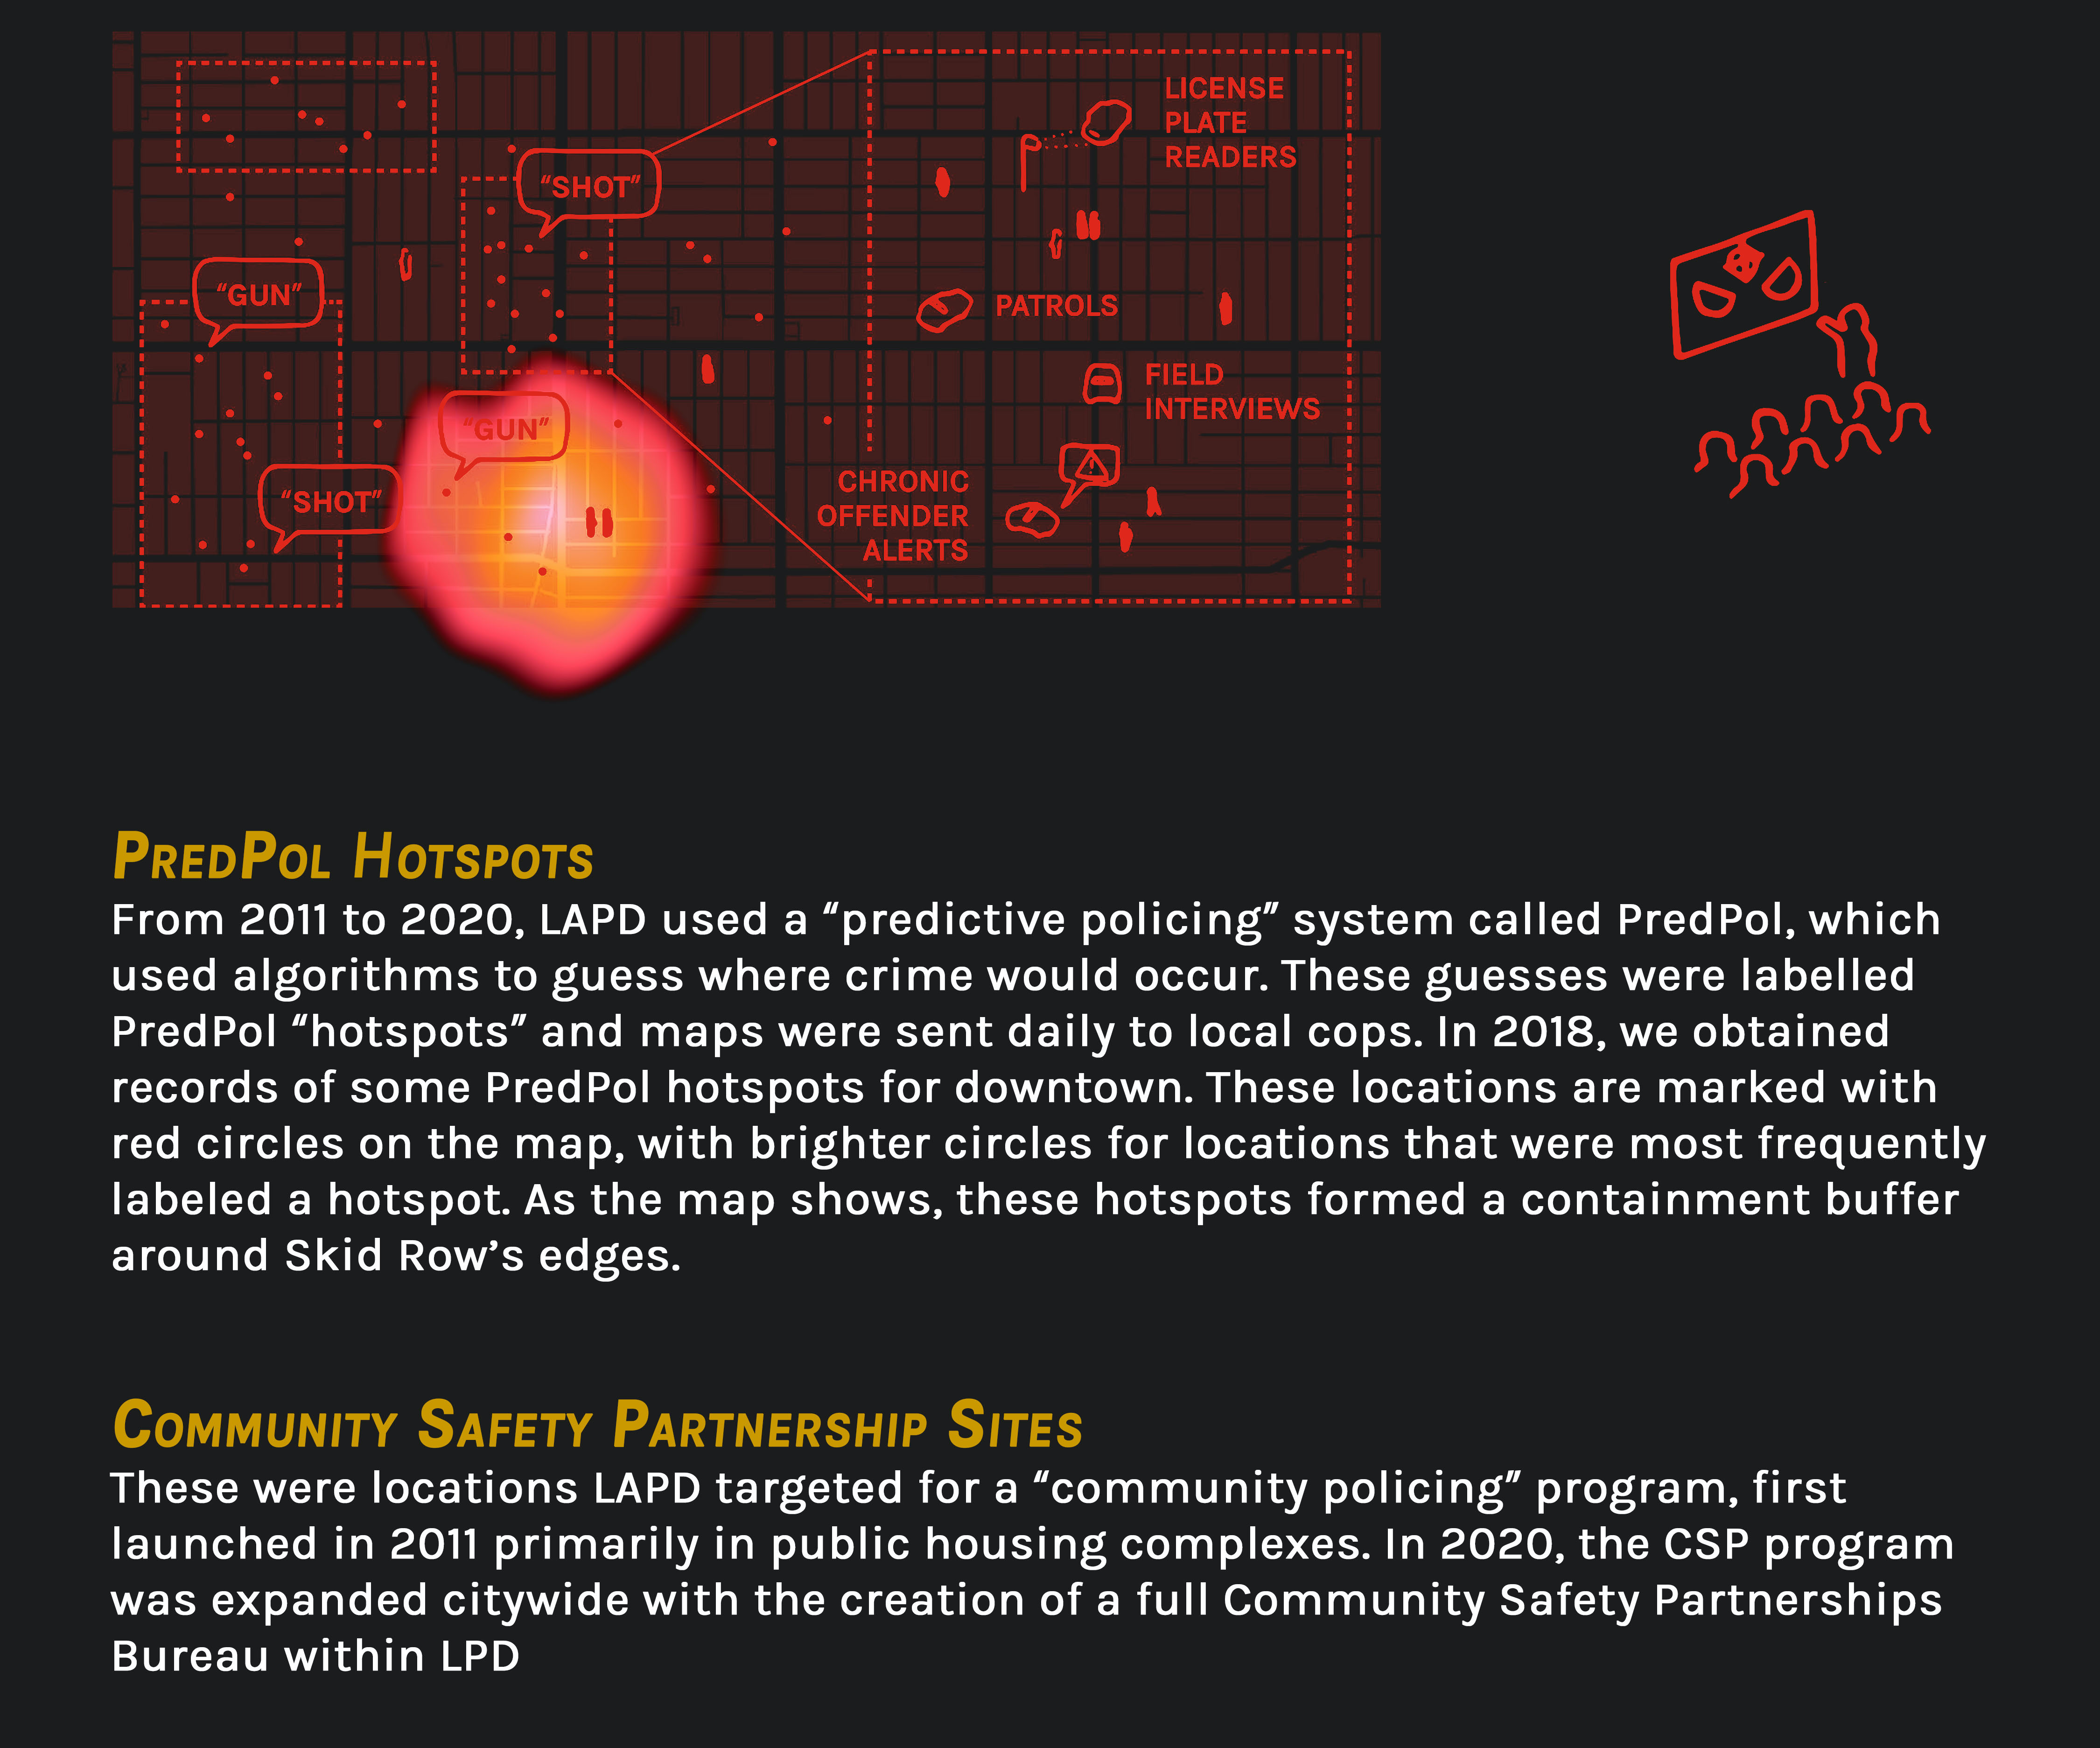 LICENSE
PLATE
READERS
“SHOT”
“GUN”
PATROLS
FIELD
INTERVIEWS
“GUN”
“SHOT”
CHRONIC
OFFENDER
ALERTS
PREDPOL HOTSPOTS
From 2011 to 2020, LAPD used a “predictive policing” system called PredPol, which
used algorithms to guess where crime would occur. These guesses were labelled
PredPol “hotspots” and maps were sent daily to local cops. In 2018, we obtained
records of some PredPol hotspots for downtown. These locations are marked with
red circles on the map, with brighter circles for locations that were most frequently
labeled a hotspot. As the map shows, these hotspots formed a containment buffer
around Skid Row’s edges.
COMMUNITY SAFETY PARTNERSHIP SITES
These were locations LAPD targeted for a “community policing” program, first
launched in 2011 primarily in public housing complexes. In 2020, the CSP program
was expanded citywide with the creation of a full Community Safety Partnerships
Bureau within LPD